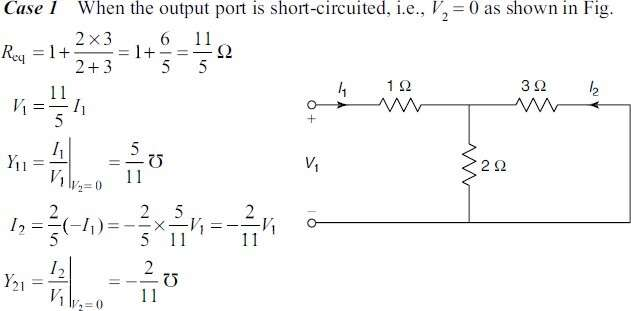 Case 1 When the output port is short-circuited, i.e., V₂ = 0 as shown in Fig.
R_eq = 1 + (2 × 3)/(2 + 3) = 1 + 6/5 = 11/5 Ω
V₁ = 11/5 I₁
Y₁₁ = I₁/V₁ |_{V₂ = 0} = 5/11 ℧
I₂ = 2/5 (−I₁) = −2/5 × 5/11 V₁ = −2/11 V₁
Y₂₁ = I₂/V₁ |_{V₂ = 0} = −2/11 ℧
I₁ 1 Ω 3 Ω I₂
+
V₁ 2 Ω
−